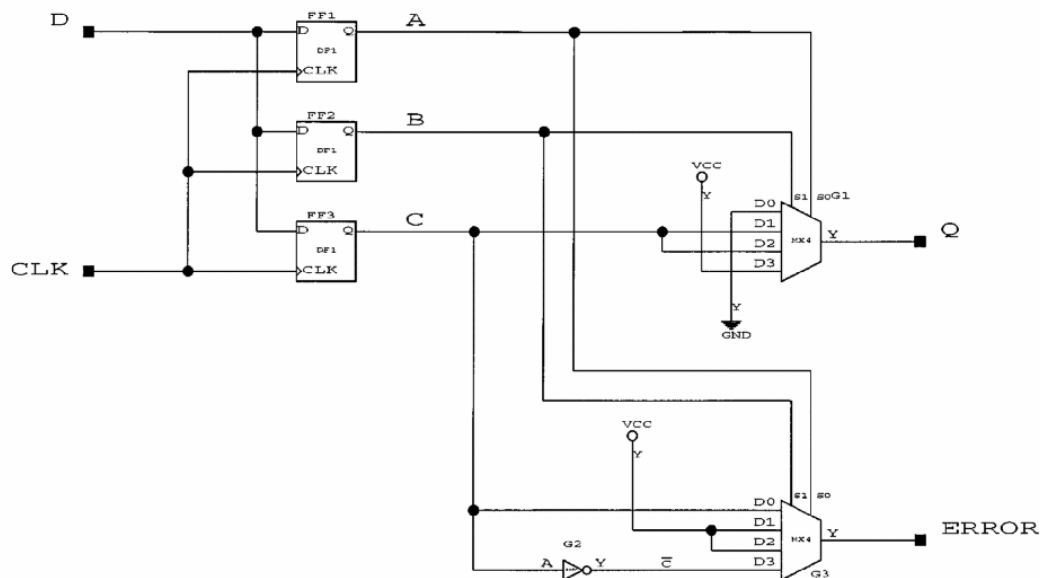 D
FF1
A
D Q
DF1
CLK
FF2
B
D Q
DF1
CLK
VCC
Y
S1 S0 G1
FF3
C
D0
D Q
D1
Y
Q
DF1
D2
MX4
CLK
CLK
D3
Y
GND
VCC
Y
S1 S0
D0
D1
Y
ERROR
G2
D2
MX4
A Y
C̅
D3
G3